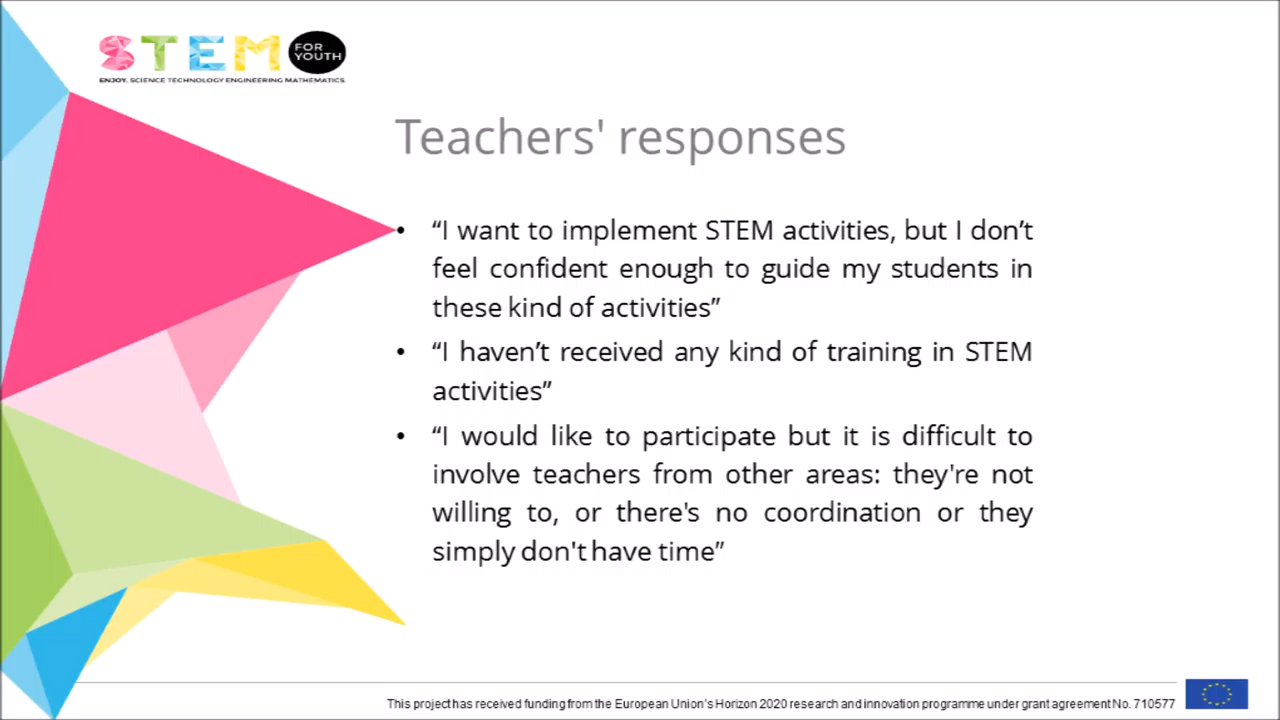 STEM FOR YOUTH
ENJOY. SCIENCE TECHNOLOGY ENGINEERING MATHEMATICS.
Teachers' responses
• “I want to implement STEM activities, but I don’t
feel confident enough to guide my students in
these kind of activities”
• “I haven’t received any kind of training in STEM
activities”
• “I would like to participate but it is difficult to
involve teachers from other areas: they're not
willing to, or there's no coordination or they
simply don't have time”
This project has received funding from the European Union’s Horizon 2020 research and innovation programme under grant agreement No. 710577